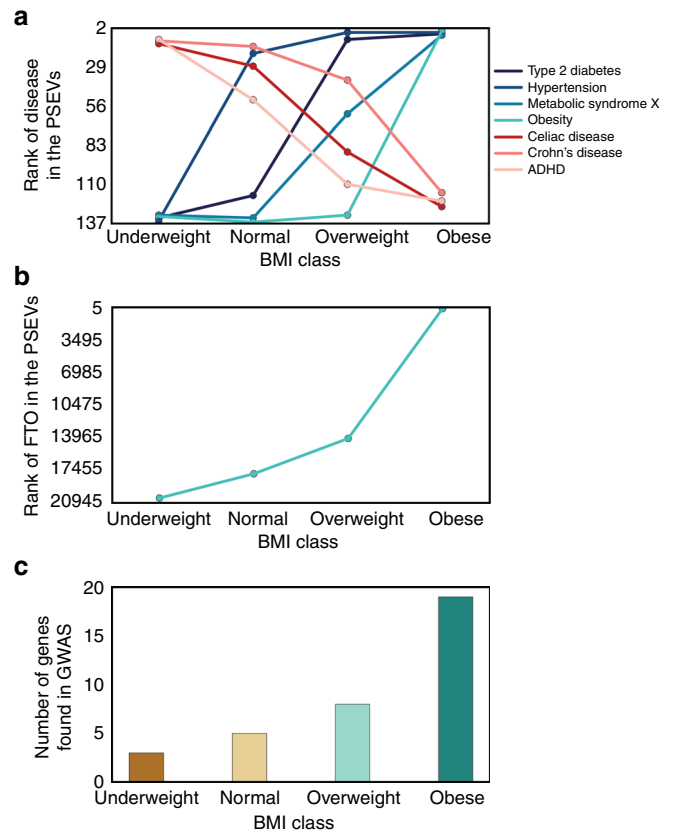 a
Rank of disease
in the PSEVs
2
29
56
83
110
137
Underweight Normal Overweight Obese
BMI class
Type 2 diabetes
Hypertension
Metabolic syndrome X
Obesity
Celiac disease
Crohn's disease
ADHD
b
Rank of FTO in the PSEVs
5
3495
6985
10475
13965
17455
20945
Underweight Normal Overweight Obese
BMI class
c
Number of genes
found in GWAS
20
15
10
5
0
Underweight Normal Overweight Obese
BMI class